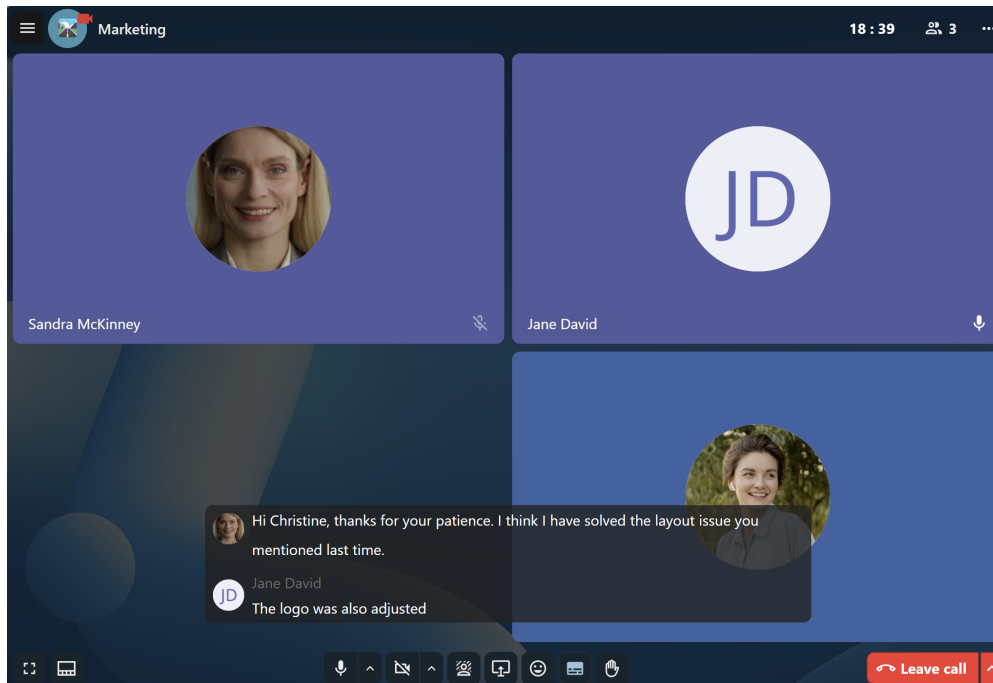 Marketing
18 : 39
3
JD
Sandra McKinney
Jane David
Hi Christine, thanks for your patience. I think I have solved the layout issue you
mentioned last time.
Jane David
JD
The logo was also adjusted
Leave call